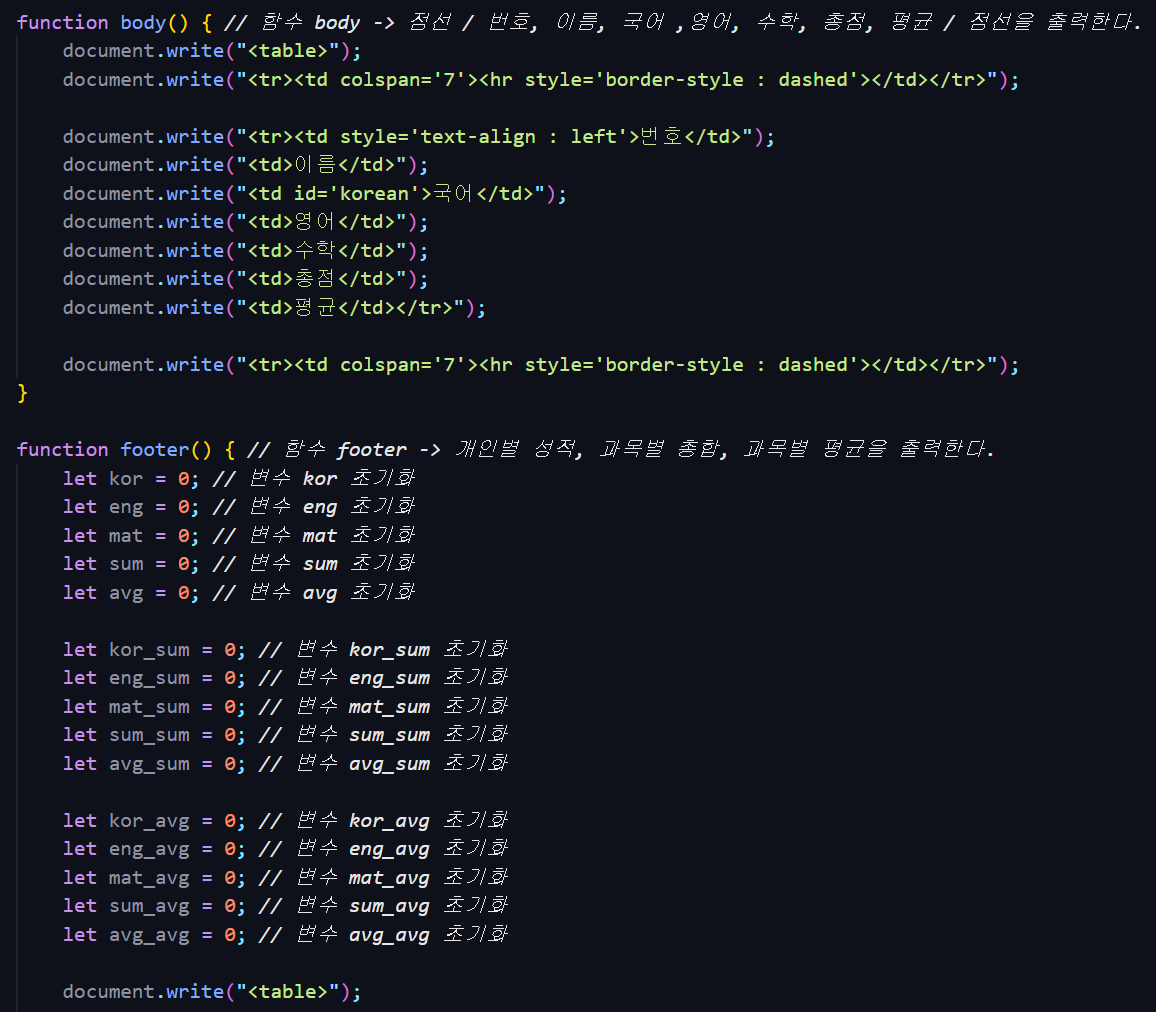 function body() { // 함수 body -> 점선 / 번호, 이름, 국어 ,영어, 수학, 총점, 평균 / 점선을 출력한다.
document.write("<table>");
document.write("<tr><td colspan='7'><hr style='border-style : dashed'></td></tr>");
document.write("<tr><td style='text-align : left'>번호</td>");
document.write("<td>이름</td>");
document.write("<td id='korean'>국어</td>");
document.write("<td>영어</td>");
document.write("<td>수학</td>");
document.write("<td>총점</td>");
document.write("<td>평균</td></tr>");
document.write("<tr><td colspan='7'><hr style='border-style : dashed'></td></tr>");
}
function footer() { // 함수 footer -> 개인별 성적, 과목별 총합, 과목별 평균을 출력한다.
let kor = 0; // 변수 kor 초기화
let eng = 0; // 변수 eng 초기화
let mat = 0; // 변수 mat 초기화
let sum = 0; // 변수 sum 초기화
let avg = 0; // 변수 avg 초기화
let kor_sum = 0; // 변수 kor_sum 초기화
let eng_sum = 0; // 변수 eng_sum 초기화
let mat_sum = 0; // 변수 mat_sum 초기화
let sum_sum = 0; // 변수 sum_sum 초기화
let avg_sum = 0; // 변수 avg_sum 초기화
let kor_avg = 0; // 변수 kor_avg 초기화
let eng_avg = 0; // 변수 eng_avg 초기화
let mat_avg = 0; // 변수 mat_avg 초기화
let sum_avg = 0; // 변수 sum_avg 초기화
let avg_avg = 0; // 변수 avg_avg 초기화
document.write("<table>");